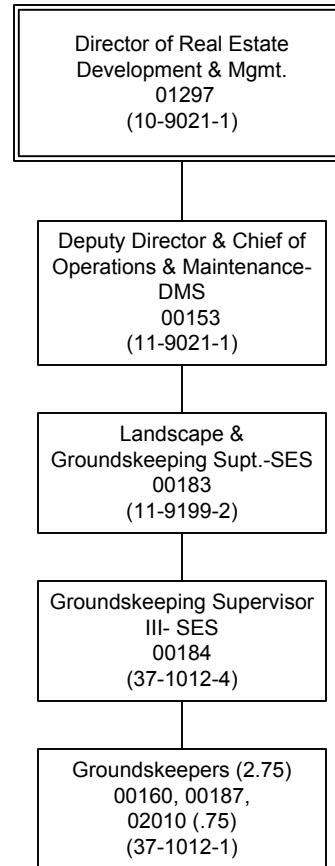 Director of Real Estate
Development & Mgmt.
01297
(10-9021-1)
Deputy Director & Chief of
Operations & Maintenance-
DMS
00153
(11-9021-1)
Landscape &
Groundskeeping Supt.-SES
00183
(11-9199-2)
Groundskeeping Supervisor
III- SES
00184
(37-1012-4)
Groundskeepers (2.75)
00160, 00187,
02010 (.75)
(37-1012-1)